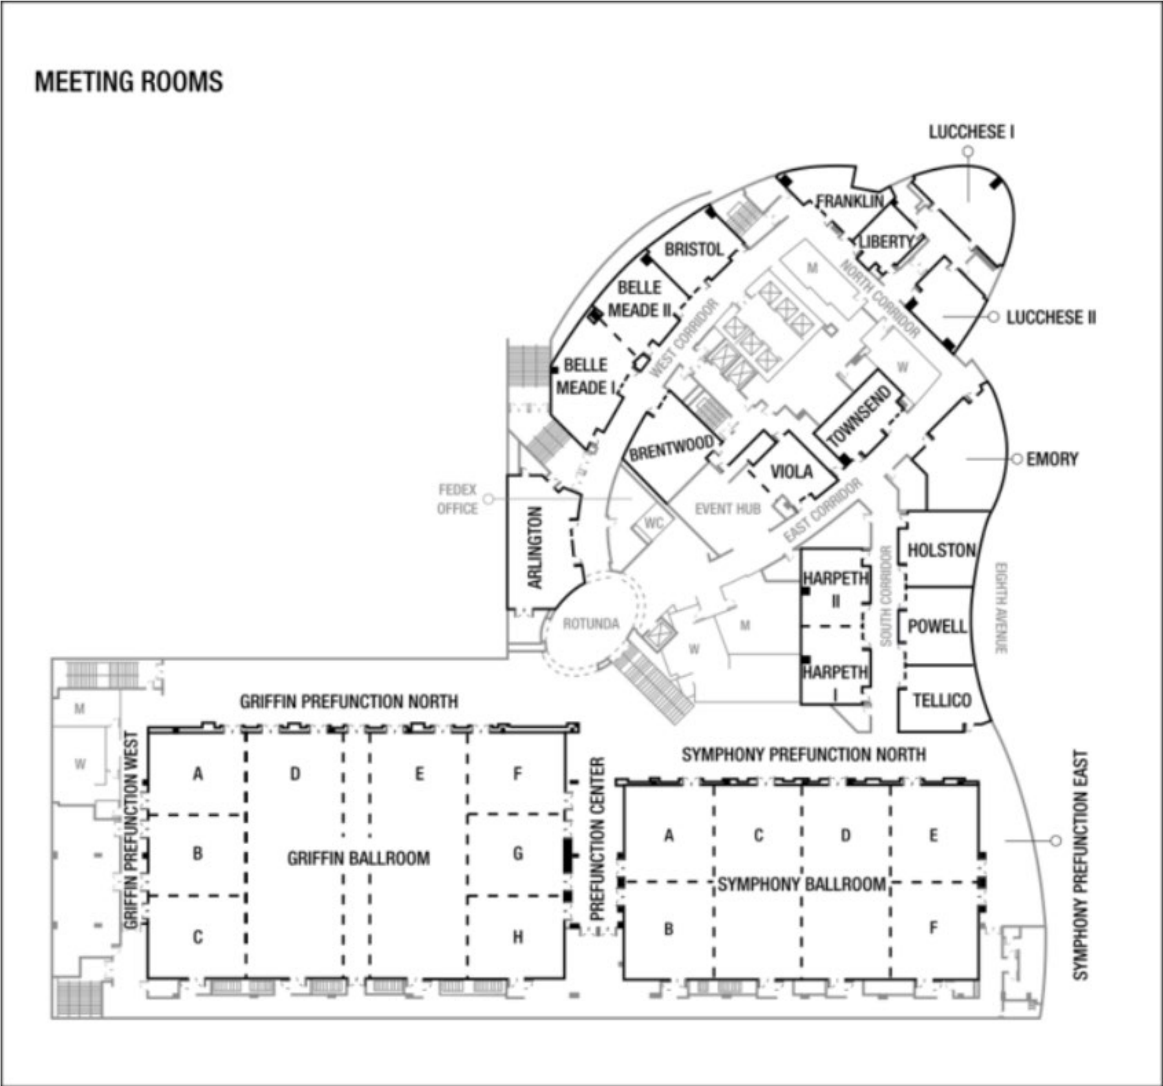 MEETING ROOMS
LUCCHESE I
FRANKLIN
LIBERTY
BRISTOL
M
NORTH CORRIDOR
BELLE
MEADE II
LUCCHESE II
WEST CORRIDOR
BELLE
MEADE I
W
TOWNSEND
BRENTWOOD
EMORY
VIOLA
FEDEX
OFFICE
EVENT HUB
EAST CORRIDOR
WC
ARLINGTON
HOLSTON
HARPETH
II
SOUTH CORRIDOR
EIGHTH AVENUE
ROTUNDA
M
POWELL
W
HARPETH
I
TELLICO
GRIFFIN PREFUNCTION NORTH
M
W
GRIFFIN PREFUNCTION WEST
SYMPHONY PREFUNCTION NORTH
A
D
E
F
B
GRIFFIN BALLROOM
G
C
H
PREFUNCTION CENTER
A
C
D
E
SYMPHONY BALLROOM
B
F
SYMPHONY PREFUNCTION EAST